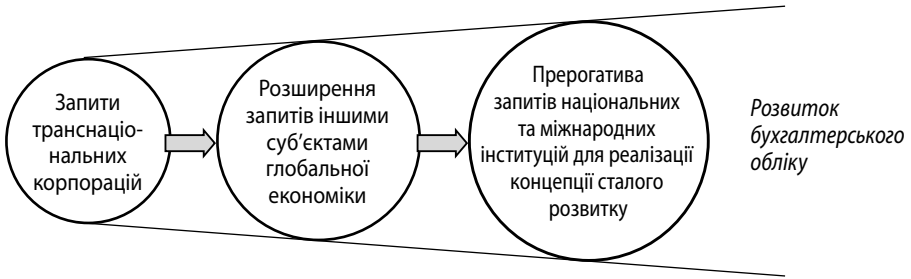 Запити
транснаціо-
нальних
корпорацій
Розширення
запитів іншими
суб’єктами
глобальної
економіки
Прерогатива
запитів національних
та міжнародних
інституцій для реалізації
концепції сталого
розвитку
Розвиток
бухгалтерського
обліку